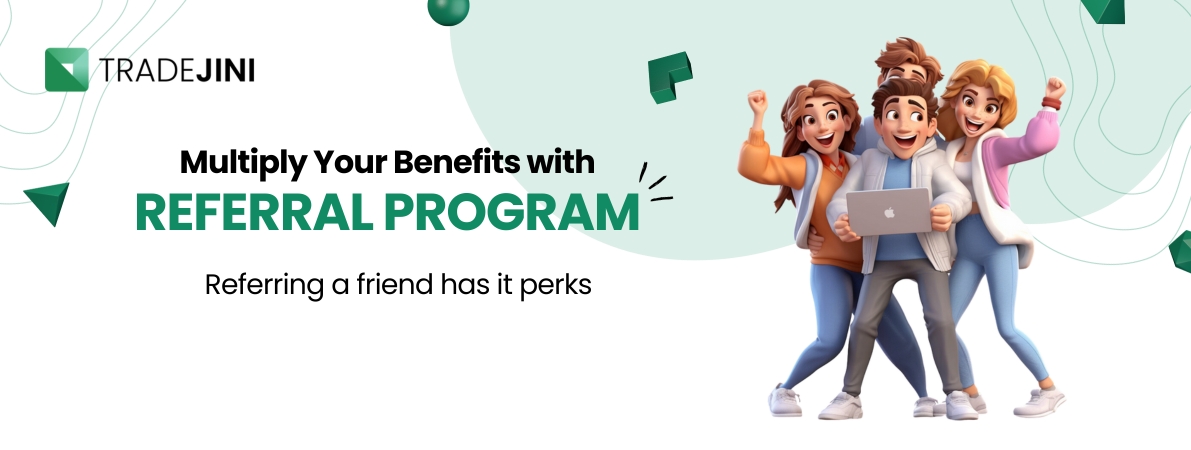 TRADEJINI
Multiply Your Benefits with
REFERRAL PROGRAM
Referring a friend has it perks